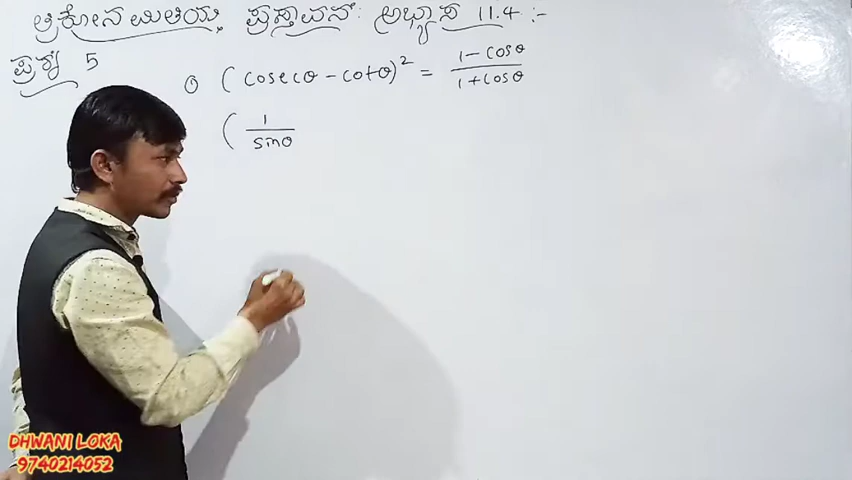 ತ್ರಿಕೋನಮಿತಿಯ ಪ್ರಸ್ತಾವನೆ: ಅಭ್ಯಾಸ 11.4 :-
ಪ್ರಶ್ನೆ 5
① (cosecθ - cotθ)² = (1 - cosθ)/(1 + cosθ)
( 1/sinθ
DHWANI LOKA
9740214052